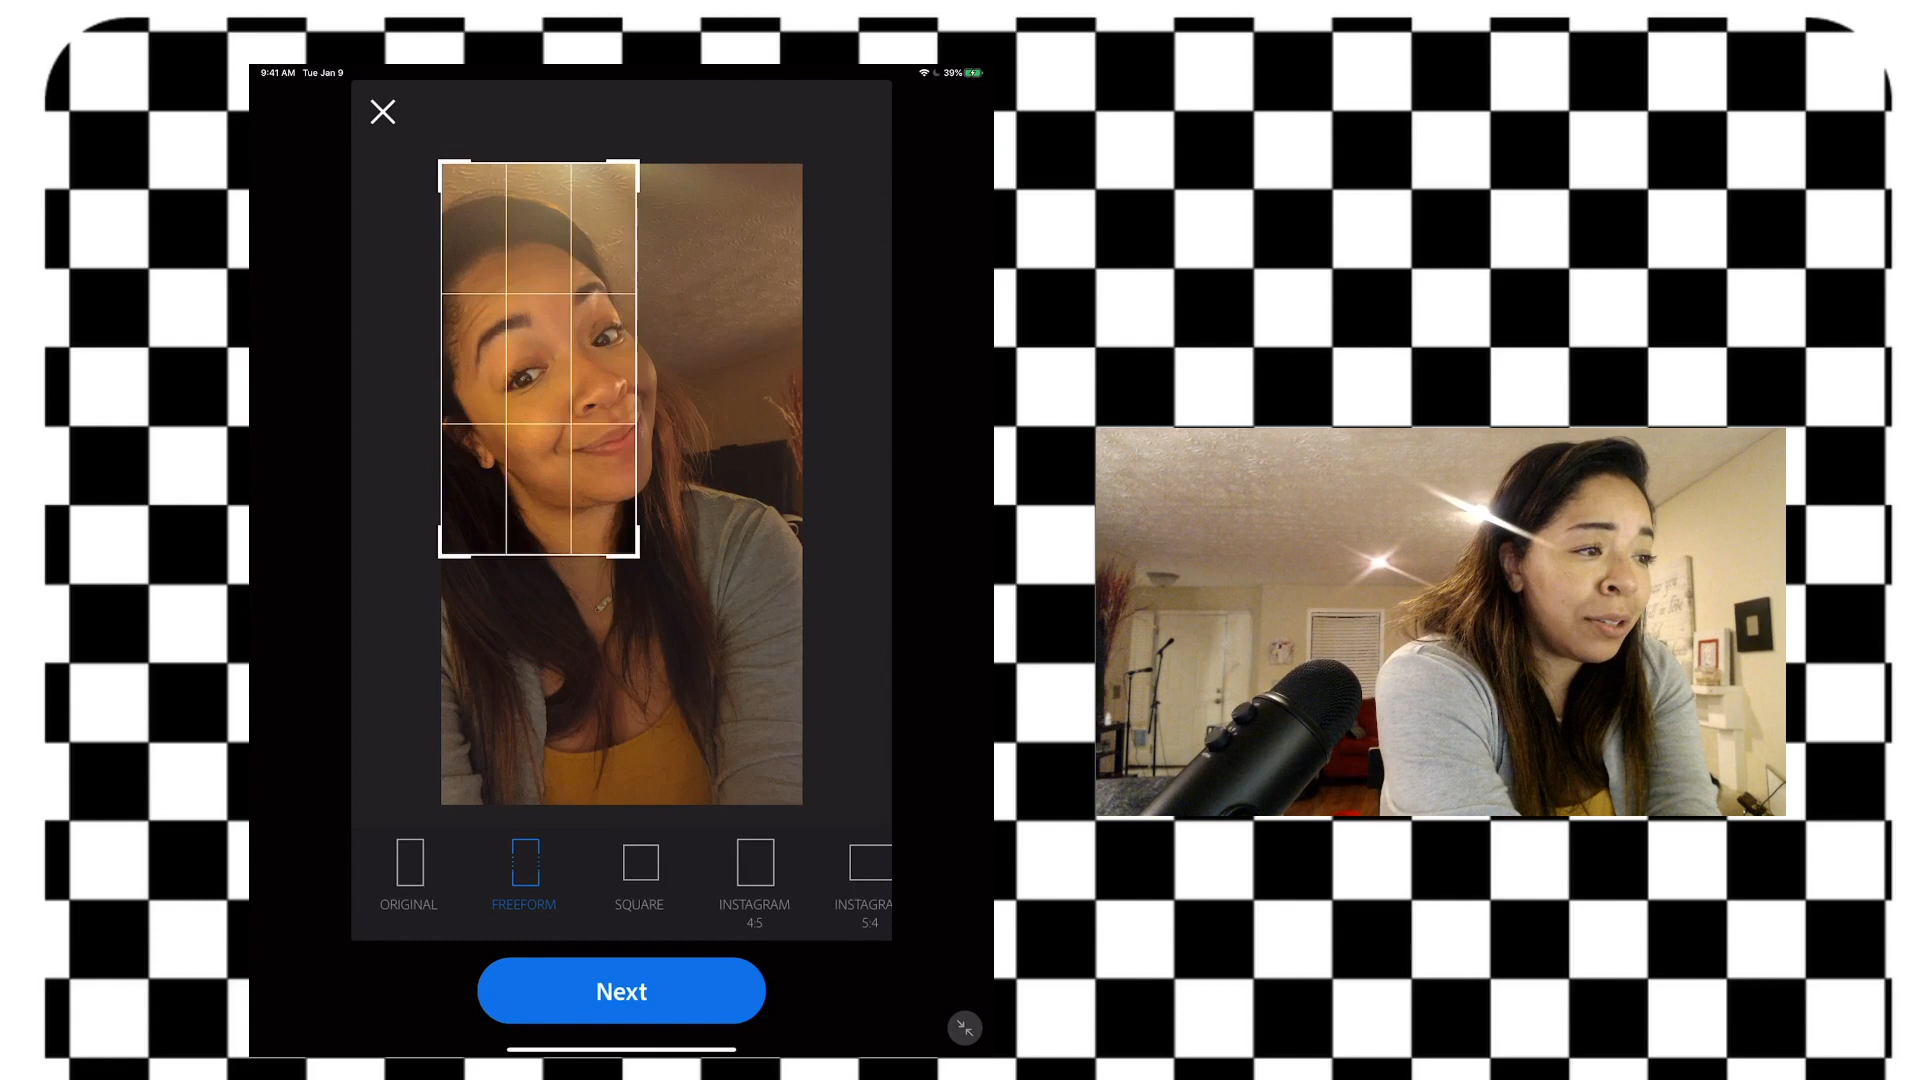 9:41 AM Tue Jan 9
39%
ORIGINAL
FREEFORM
SQUARE
INSTAGRAM
4:5
INSTAGRA
5:4
Next